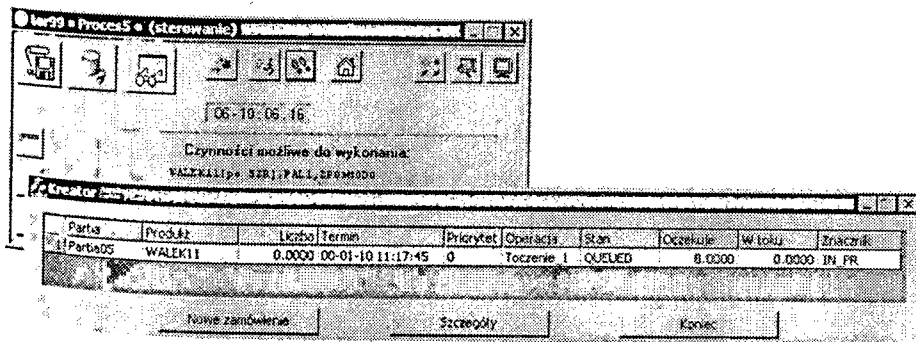 Proces5 • (sterowanie)
06-10:06:16
Czynności możliwe do wykonania:
Kreator
Partia Produkt Liczba Termin Priorytet Operacja Stan Oczekuje W toku Znacznik
1 Partia05 WALEK11 0.0000 00-01-10 11:17:45 0 Toczenie_1 QUEUED 8.0000 0.0000 IN_PR
Nowe zamówienie Szczegóły Koniec